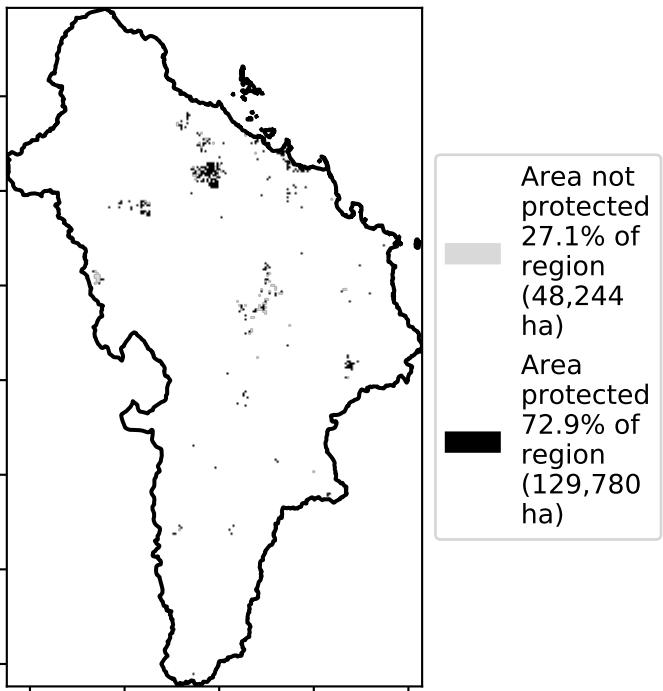 Area not
protected
27.1% of
region
(48,244
ha)
Area
protected
72.9% of
region
(129,780
ha)